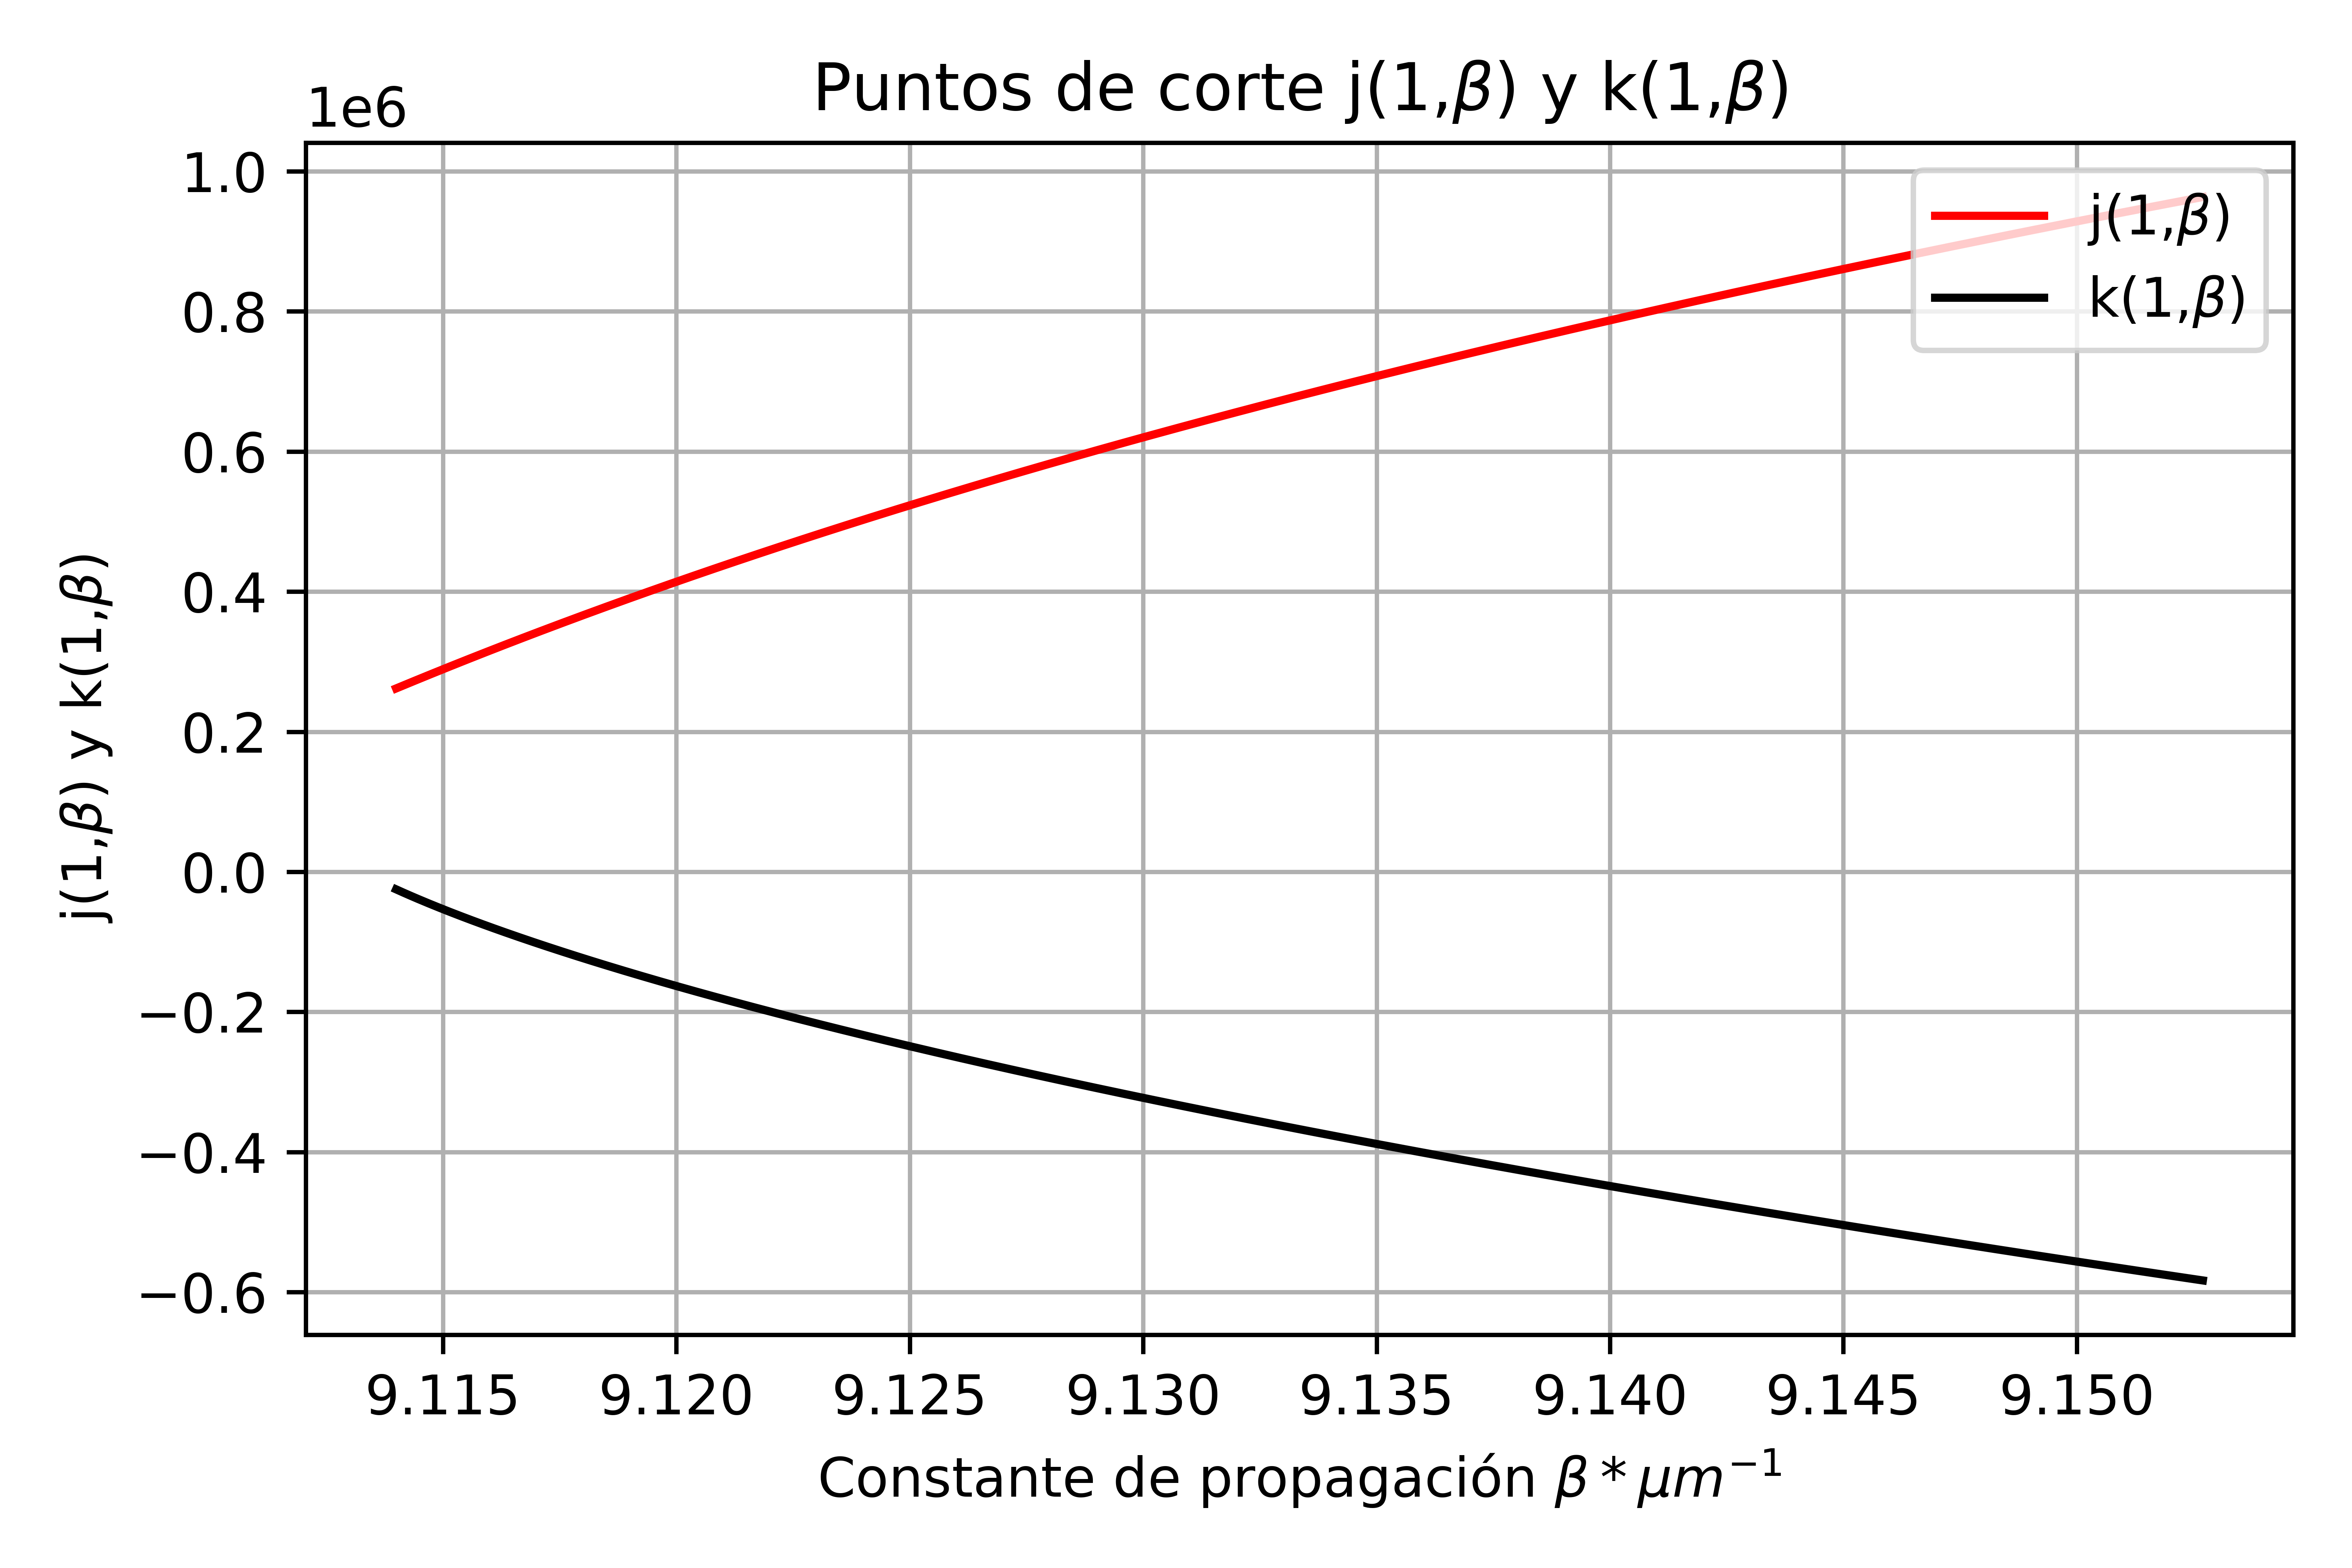 Puntos de corte j(1,β) y k(1,β)
1e6
1.0
0.8
0.6
0.4
0.2
0.0
−0.2
−0.4
−0.6
j(1,β) y k(1,β)
j(1,β)
k(1,β)
9.115 9.120 9.125 9.130 9.135 9.140 9.145 9.150
Constante de propagación β * μm⁻¹